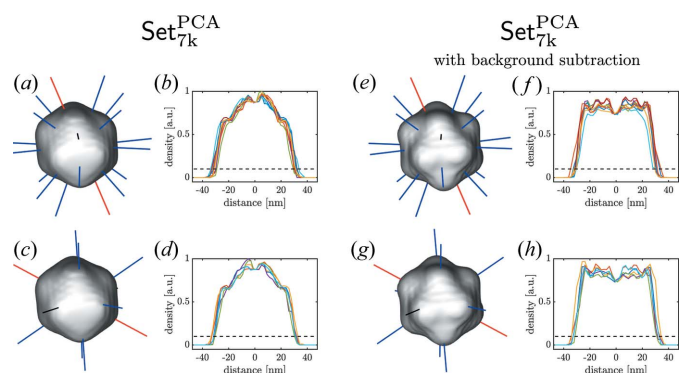 Set_{7k}^{PCA}
Set_{7k}^{PCA}
with background subtraction
(a)
(b)
density [a.u.]
1
0.5
0
-40 -20 0 20 40
distance [nm]
(e)
(f)
density [a.u.]
1
0.5
0
-40 -20 0 20 40
distance [nm]
(c)
(d)
density [a.u.]
1
0.5
0
-40 -20 0 20 40
distance [nm]
(g)
(h)
density [a.u.]
1
0.5
0
-40 -20 0 20 40
distance [nm]